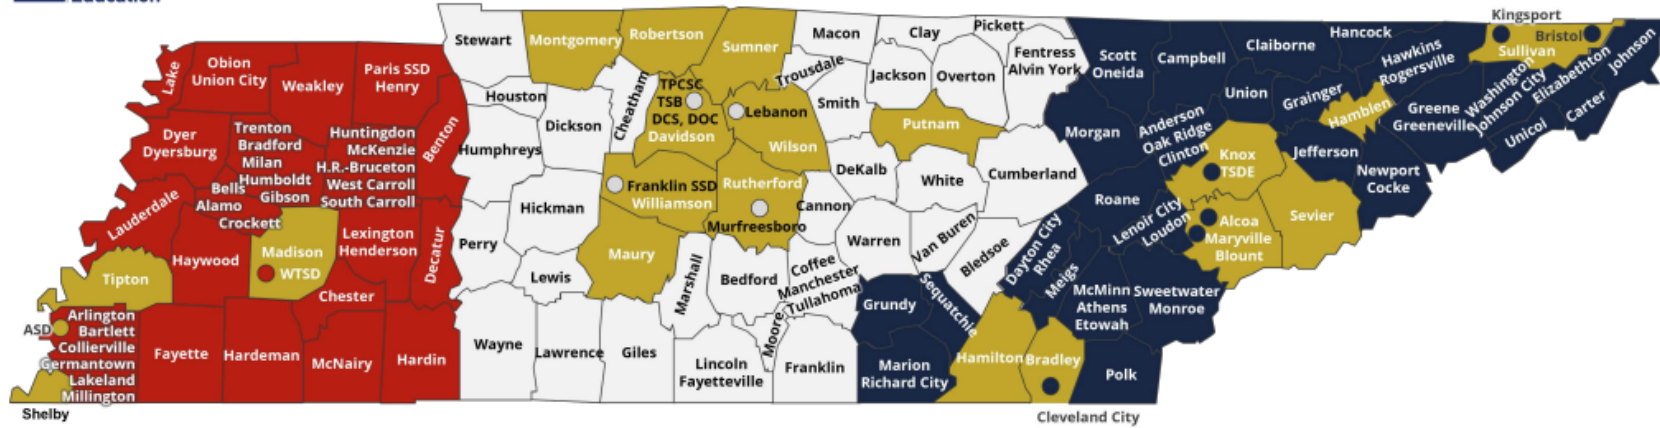 Education
Lake
Obion
Union City
Weakley
Paris SSD
Henry
Dyer
Dyersburg
Trenton
Bradford
Milan
Humboldt
Gibson
Huntingdon
McKenzie
H.R.-Bruceton
West Carroll
South Carroll
Benton
Lauderdale
Bells
Alamo
Crockett
Haywood
Madison
WTSD
Lexington
Henderson
Decatur
Tipton
Chester
ASD
Arlington
Bartlett
Collierville
Germantown
Lakeland
Millington
Shelby
Fayette
Hardeman
McNairy
Hardin
Stewart
Montgomery
Robertson
Sumner
Macon
Clay
Pickett
Trousdale
Jackson
Overton
Fentress
Alvin York
Houston
Dickson
Cheatham
TPCSC
TSB
DCS, DOC
Davidson
Lebanon
Wilson
Smith
Putnam
Humphreys
Franklin SSD
Williamson
Rutherford
Murfreesboro
DeKalb
White
Cumberland
Cannon
Hickman
Perry
Maury
Lewis
Marshall
Bedford
Coffee
Manchester
Tullahoma
Warren
Van Buren
Bledsoe
Wayne
Lawrence
Giles
Lincoln
Fayetteville
Moore
Franklin
Scott
Oneida
Campbell
Claiborne
Hancock
Hawkins
Rogersville
Kingsport
Bristol
Sullivan
Johnson
Washington
Johnson City
Elizabethton
Carter
Unicoi
Union
Grainger
Hamblen
Greene
Greeneville
Morgan
Anderson
Oak Ridge
Clinton
Knox
TSDE
Jefferson
Newport
Cocke
Roane
Lenoir City
Loudon
Alcoa
Maryville
Blount
Sevier
Dayton City
Rhea
Meigs
McMinn
Athens
Etowah
Sweetwater
Monroe
Grundy
Sequatchie
Marion
Richard City
Hamilton
Bradley
Polk
Cleveland City